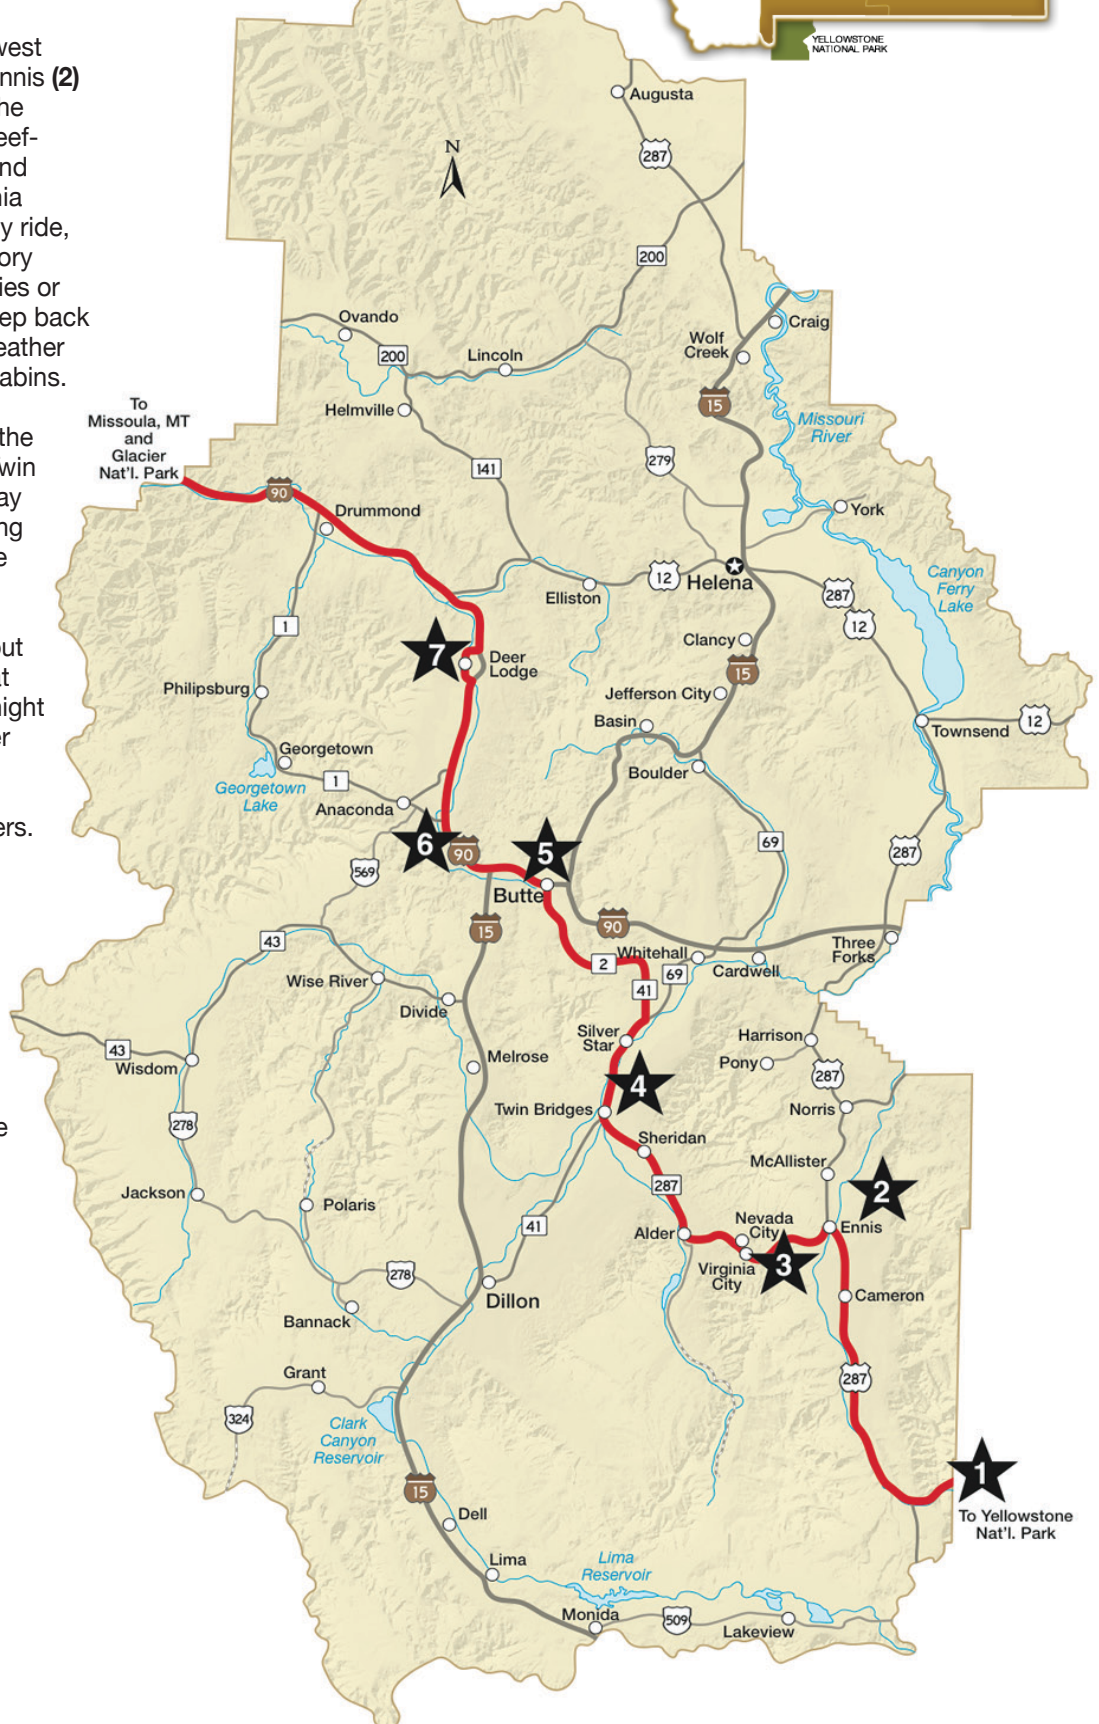 YELLOWSTONE
NATIONAL PARK
west
nnis (2)
ne
eef-
nd
nia
y ride,
ory
ies or
ep back
eather
abins.
the
win
ay
ng
e
out
at
night
er
ers.
e
N
Augusta
287
200
Ovando
200
Lincoln
Craig
Wolf
Creek
15
Helmville
To
Missoula, MT
and
Glacier
Nat'l. Park
Missouri
River
141
279
90
Drummond
York
12
Helena
Elliston
287
12
Canyon
Ferry
Lake
1
Clancy
7
Deer
Lodge
15
Philipsburg
Jefferson City
Basin
Townsend
12
Georgetown
Boulder
Georgetown
Lake
1
Anaconda
6
90
5
69
287
569
Butte
15
90
43
Three
Forks
Whitehall
2
69
Cardwell
Wise River
41
Divide
Silver
Star
Harrison
43
Wisdom
Melrose
Pony
287
4
Twin Bridges
Norris
278
Sheridan
McAllister
287
2
Jackson
Polaris
41
Alder
Nevada
City
Ennis
Virginia
City
3
278
Dillon
Cameron
Bannack
Grant
287
324
Clark
Canyon
Reservoir
1
15
To Yellowstone
Nat'l. Park
Dell
Lima
Lima
Reservoir
Monida
509
Lakeview